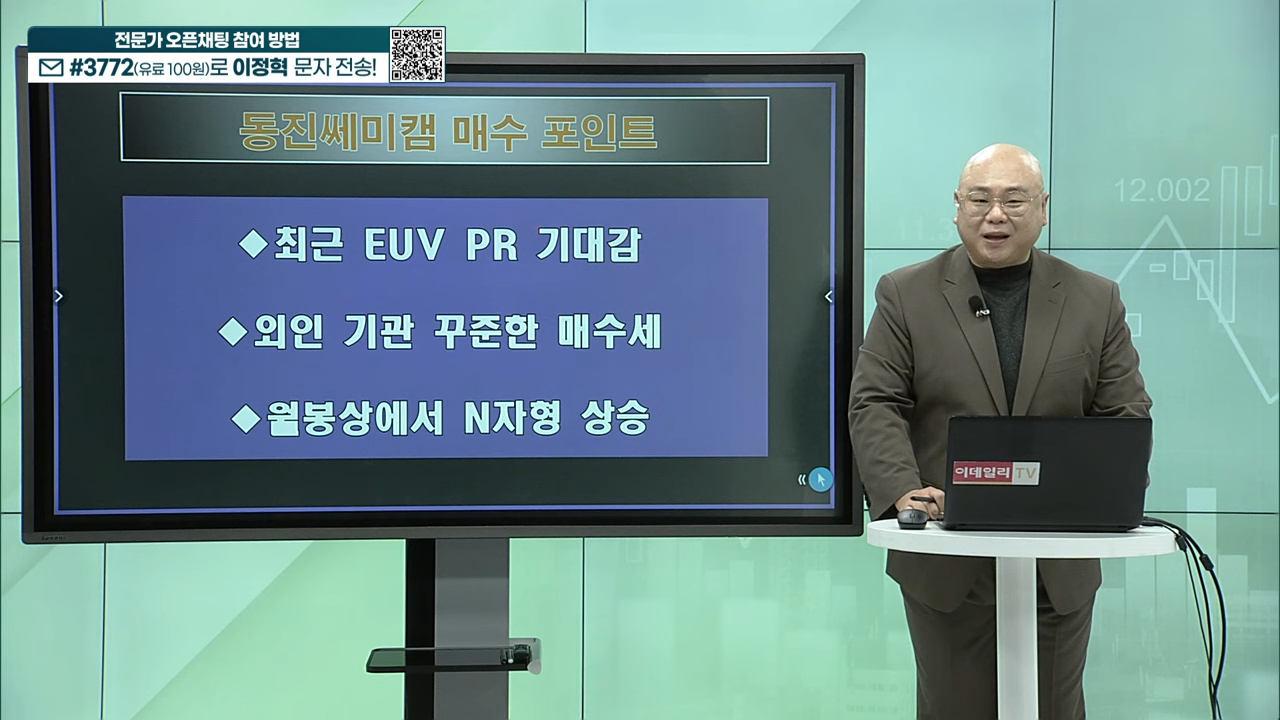 전문가 오픈채팅 참여 방법
#3772(유료 100원)로 이정혁 문자 전송!
동진쎄미캠 매수 포인트
◆최근 EUV PR 기대감
◆외인 기관 꾸준한 매수세
◆월봉상에서 N자형 상승
12.002
이데일리 TV